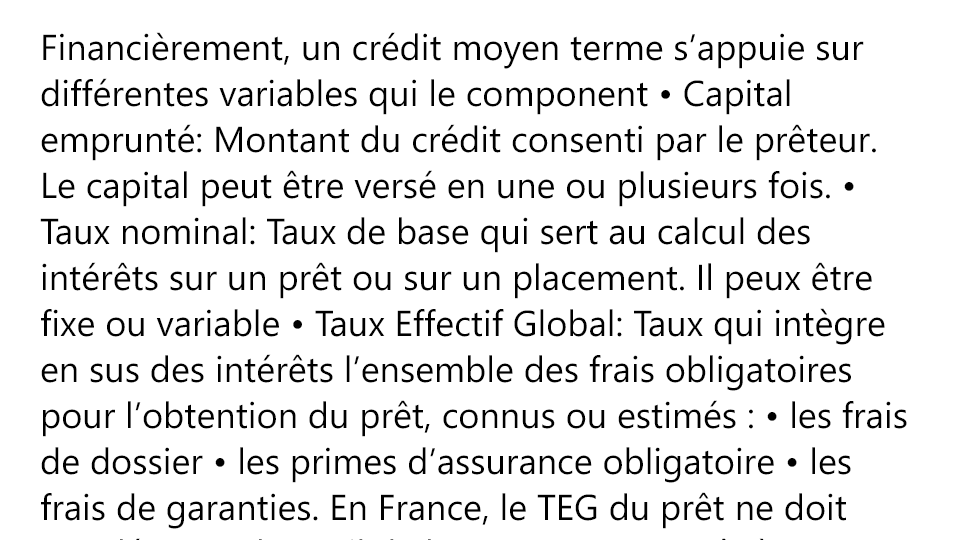 Financièrement, un crédit moyen terme s’appuie sur
différentes variables qui le component • Capital
emprunté: Montant du crédit consenti par le prêteur.
Le capital peut être versé en une ou plusieurs fois. •
Taux nominal: Taux de base qui sert au calcul des
intérêts sur un prêt ou sur un placement. Il peux être
fixe ou variable • Taux Effectif Global: Taux qui intègre
en sus des intérêts l’ensemble des frais obligatoires
pour l’obtention du prêt, connus ou estimés : • les frais
de dossier • les primes d’assurance obligatoire • les
frais de garanties. En France, le TEG du prêt ne doit